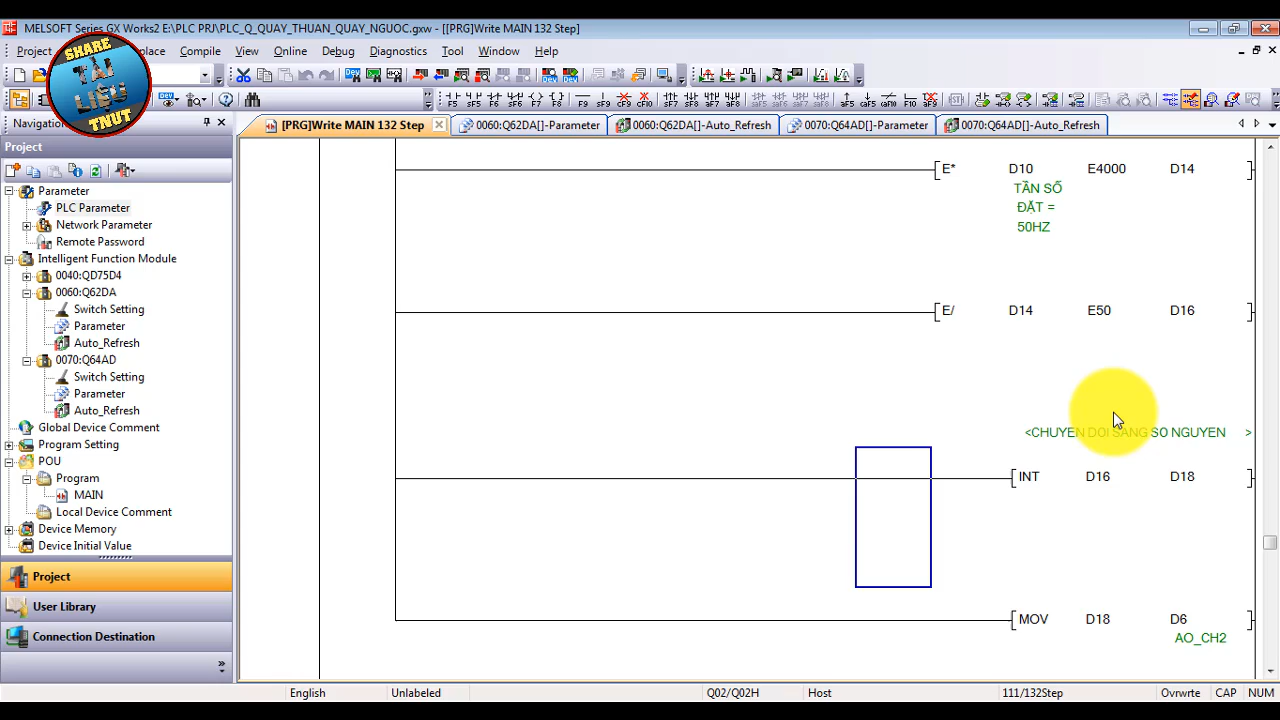 MELSOFT Series GX Works2 E:\PLC PRJ\PLC_Q_QUAY_THUAN_QUAY_NGUOC.gxw - [[PRG]Write MAIN 132 Step]
Project
place Compile View Online Debug Diagnostics Tool Window Help
SHARE
TÀI
LIỆU
TNUT
Project
[PRG]Write MAIN 132 Step
0060:Q62DA[]-Parameter
0060:Q62DA[]-Auto_Refresh
0070:Q64AD[]-Parameter
0070:Q64AD[]-Auto_Refresh
Parameter
PLC Parameter
Network Parameter
Remote Password
Intelligent Function Module
0040:QD75D4
0060:Q62DA
Switch Setting
Parameter
Auto_Refresh
0070:Q64AD
Switch Setting
Parameter
Auto_Refresh
Global Device Comment
Program Setting
POU
Program
MAIN
Local Device Comment
Device Memory
Device Initial Value
Project
User Library
Connection Destination
E* D10 E4000 D14
TẦN SỐ
ĐẶT =
50HZ
E/ D14 E50 D16
<CHUYEN DOI SANG SO NGUYEN >
INT D16 D18
MOV D18 D6
AO_CH2
English Unlabeled Q02/Q02H Host 111/132Step Ovrwrte CAP NUM